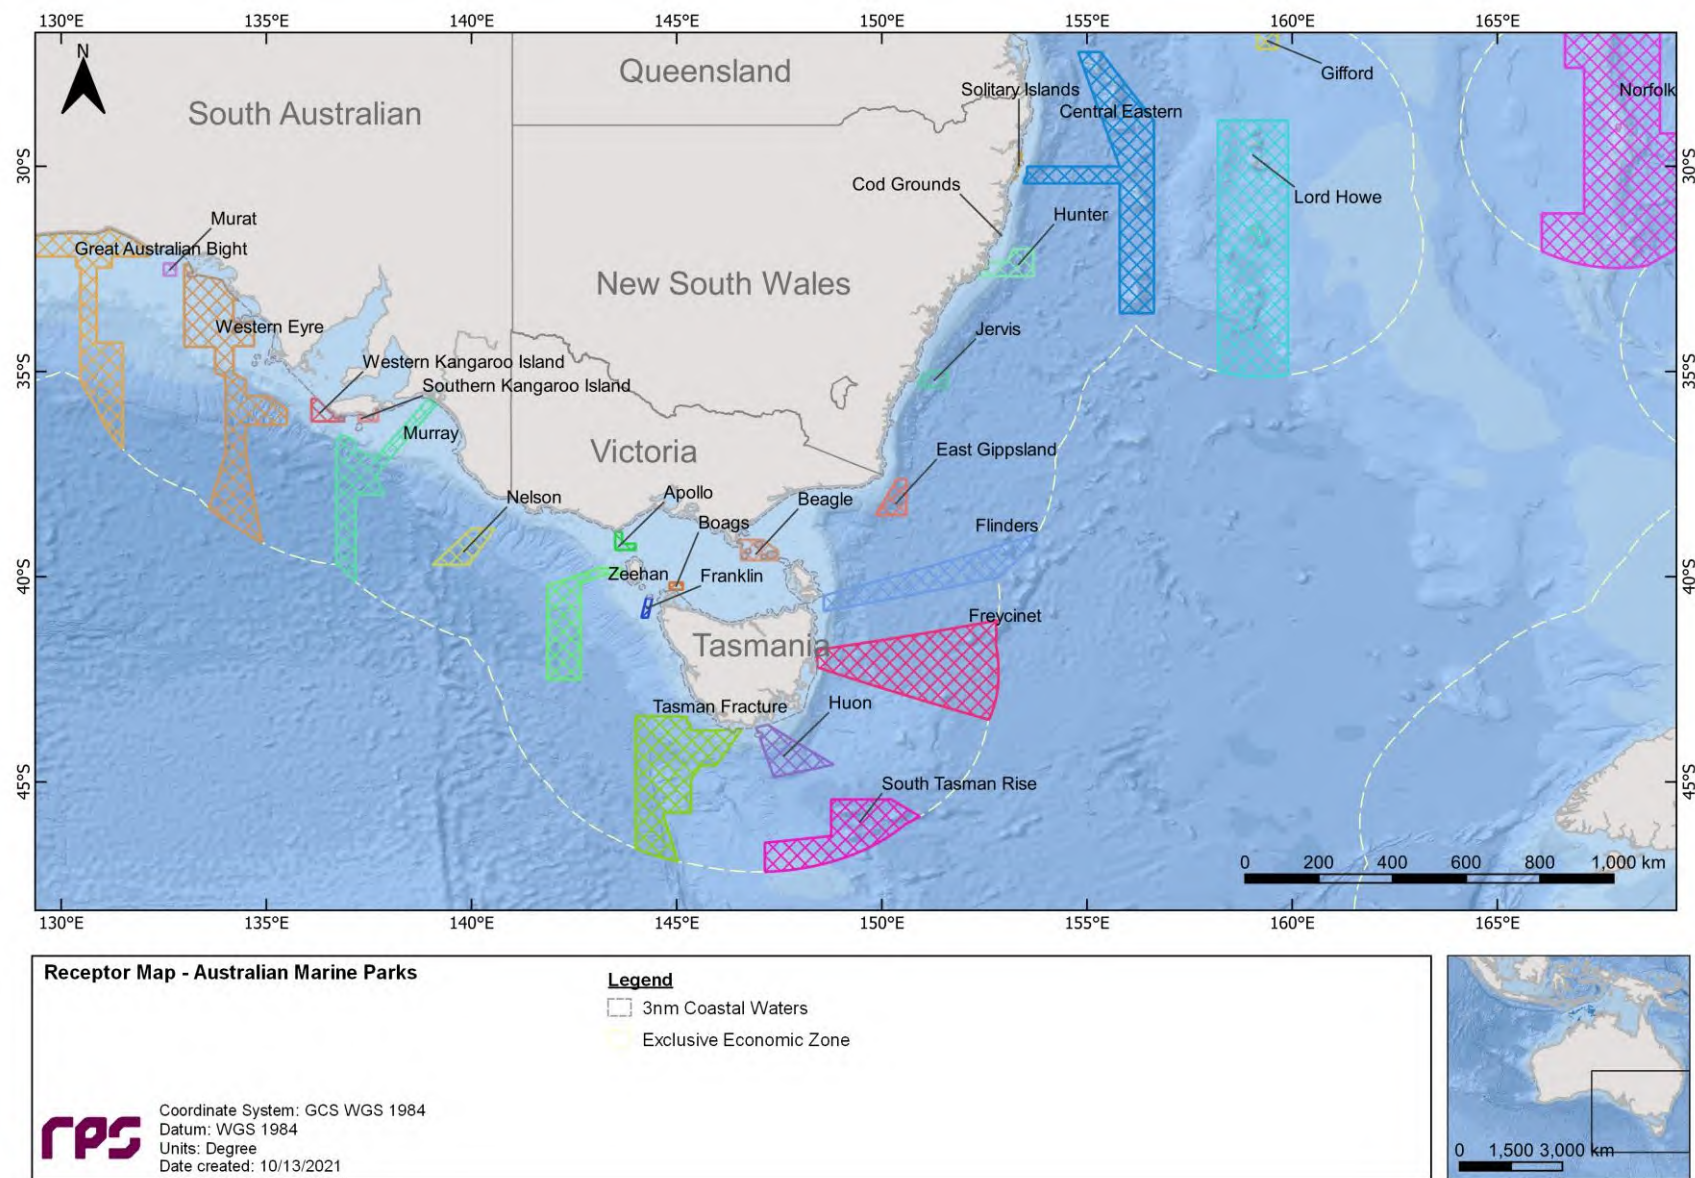 130°E 135°E 140°E 145°E 150°E 155°E 160°E 165°E
N
Queensland
Gifford
South Australian
Solitary Islands
Norfolk
Central Eastern
30°S
30°S
Cod Grounds
Lord Howe
Murat
Hunter
Great Australian Bight
New South Wales
Western Eyre
Jervis
Western Kangaroo Island
35°S
35°S
Southern Kangaroo Island
Murray
Victoria
East Gippsland
Nelson
Apollo
Beagle
Boags
Flinders
40°S
Zeehan
Franklin
40°S
Freycinet
Tasmania
Tasman Fracture
Huon
45°S
South Tasman Rise
45°S
0 200 400 600 800 1,000 km
130°E 135°E 140°E 145°E 150°E 155°E 160°E 165°E
Receptor Map - Australian Marine Parks
Legend
3nm Coastal Waters
Exclusive Economic Zone
rps
Coordinate System: GCS WGS 1984
Datum: WGS 1984
Units: Degree
Date created: 10/13/2021
0 1,500 3,000 km